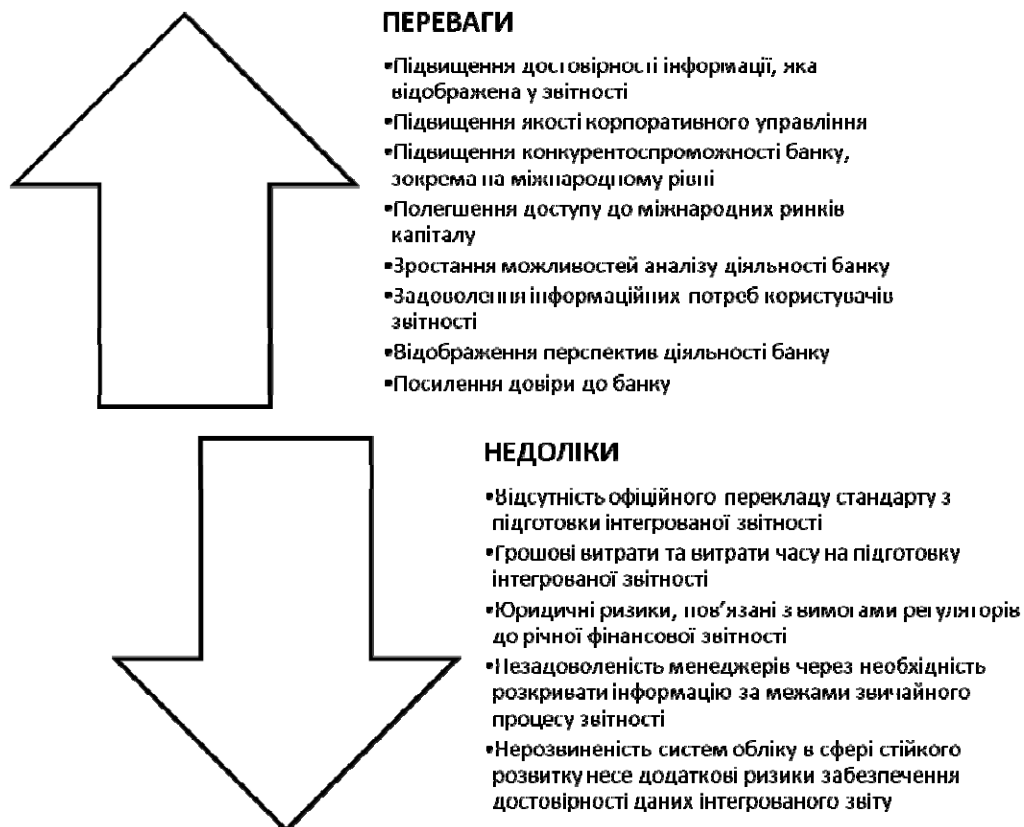 ПЕРЕВАГИ
•Підвищення достовірності інформації, яка
відображена у звітності
•Підвищення якості корпоративного управління
•Підвищення конкурентоспроможності банку,
зокрема на міжнародному рівні
•Полегшення доступу до міжнародних ринків
капіталу
•Зростання можливостей аналізу діяльності банку
•Задоволення інформаційних потреб користувачів
звітності
•Відображення перспектив діяльності банку
•Посилення довіри до банку
НЕДОЛІКИ
•Відсутність офіційного перекладу стандарту з
підготовки інтегрованої звітності
•Грошові витрати та витрати часу на підготовку
інтегрованої звітності
•Юридичні ризики, пов’язані з вимогами регуляторів
до річної фінансової звітності
•Незадоволеність менеджерів через необхідність
розкривати інформацію за межами звичайного
процесу звітності
•Нерозвиненість систем обліку в сфері стійкого
розвитку несе додаткові ризики забезпечення
достовірності даних інтегрованого звіту